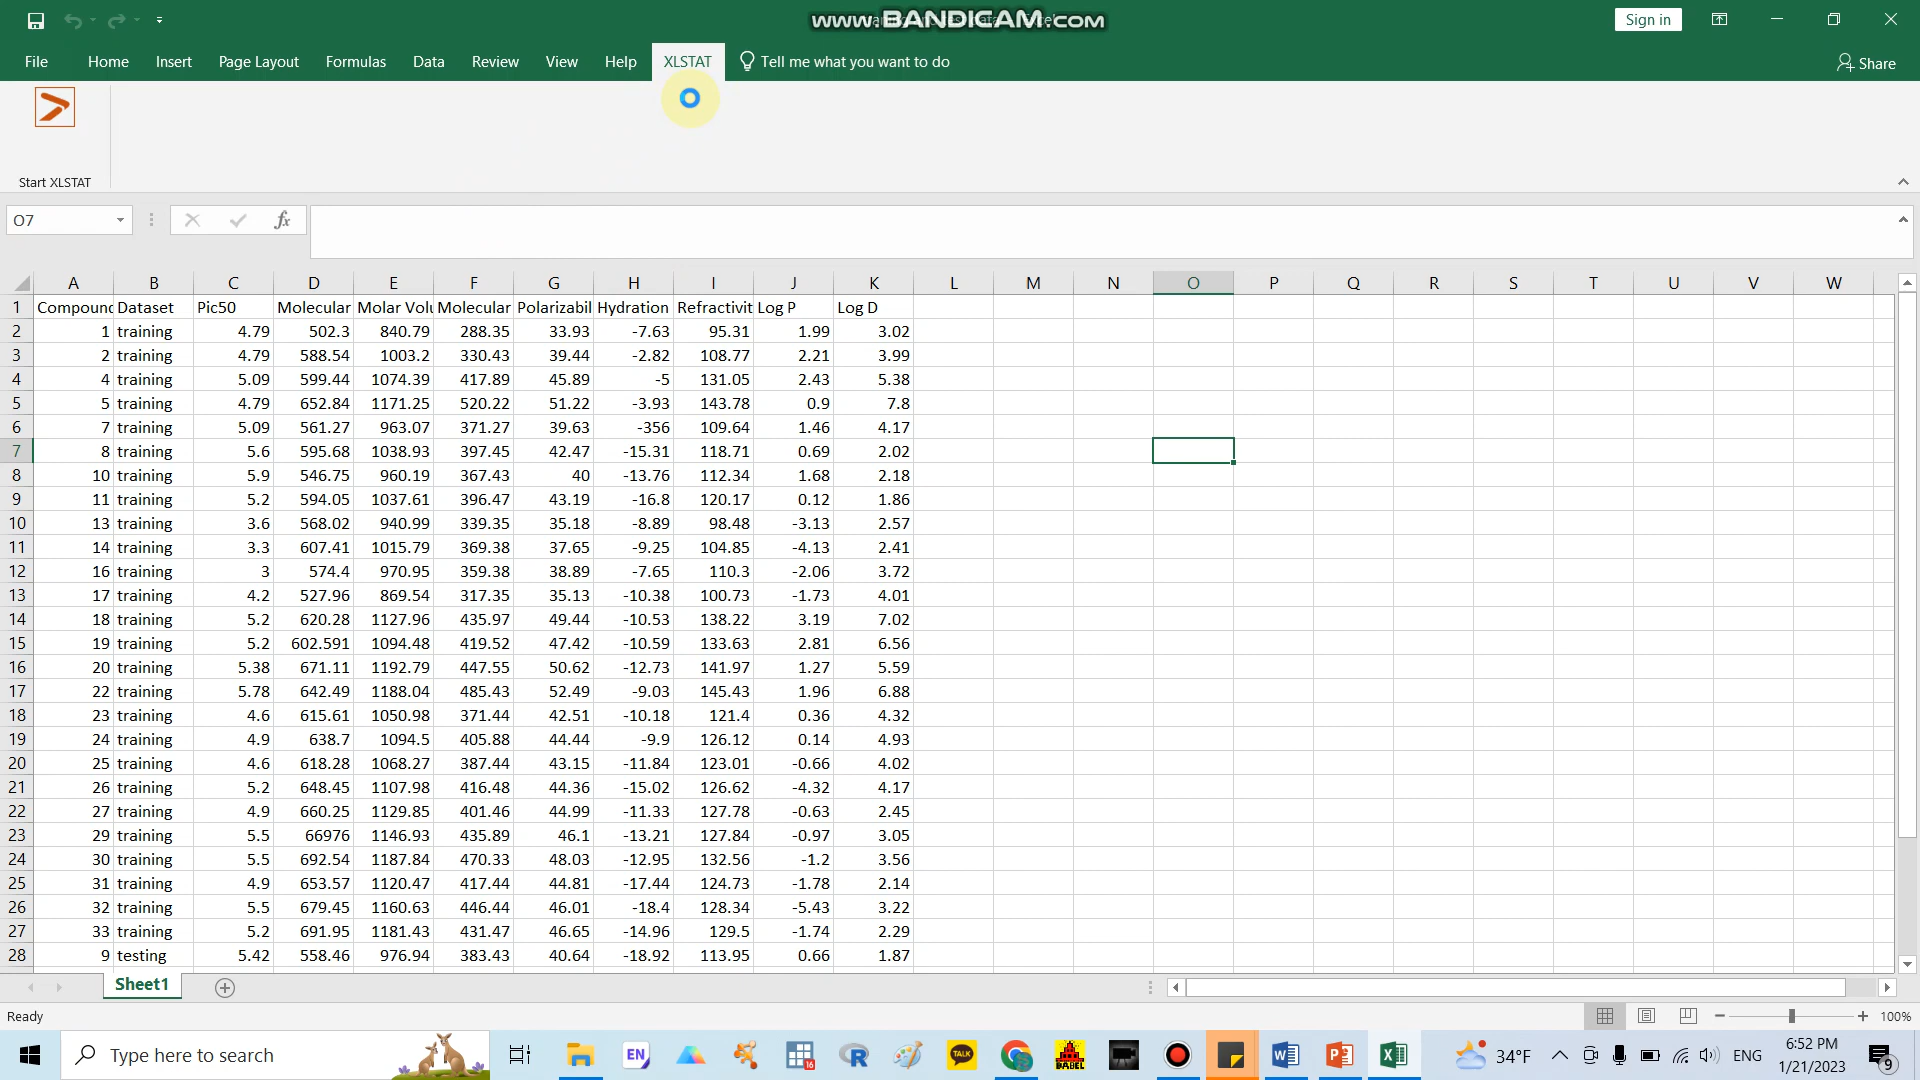 www.BANDICAM.com
Sign in
File Home Insert Page Layout Formulas Data Review View Help XLSTAT Tell me what you want to do Share
Start XLSTAT
O7 fx
A B C D E F G H I J K L M N O P Q R S T U V W
1 Compound Dataset Pic50 Molecular Molar Volu Molecular Polarizabil Hydration Refractivit Log P Log D
2 1 training 4.79 502.3 840.79 288.35 33.93 -7.63 95.31 1.99 3.02
3 2 training 4.79 588.54 1003.2 330.43 39.44 -2.82 108.77 2.21 3.99
4 4 training 5.09 599.44 1074.39 417.89 45.89 -5 131.05 2.43 5.38
5 5 training 4.79 652.84 1171.25 520.22 51.22 -3.93 143.78 0.9 7.8
6 7 training 5.09 561.27 963.07 371.27 39.63 -356 109.64 1.46 4.17
7 8 training 5.6 595.68 1038.93 397.45 42.47 -15.31 118.71 0.69 2.02
8 10 training 5.9 546.75 960.19 367.43 40 -13.76 112.34 1.68 2.18
9 11 training 5.2 594.05 1037.61 396.47 43.19 -16.8 120.17 0.12 1.86
10 13 training 3.6 568.02 940.99 339.35 35.18 -8.89 98.48 -3.13 2.57
11 14 training 3.3 607.41 1015.79 369.38 37.65 -9.25 104.85 -4.13 2.41
12 16 training 3 574.4 970.95 359.38 38.89 -7.65 110.3 -2.06 3.72
13 17 training 4.2 527.96 869.54 317.35 35.13 -10.38 100.73 -1.73 4.01
14 18 training 5.2 620.28 1127.96 435.97 49.44 -10.53 138.22 3.19 7.02
15 19 training 5.2 602.591 1094.48 419.52 47.42 -10.59 133.63 2.81 6.56
16 20 training 5.38 671.11 1192.79 447.55 50.62 -12.73 141.97 1.27 5.59
17 22 training 5.78 642.49 1188.04 485.43 52.49 -9.03 145.43 1.96 6.88
18 23 training 4.6 615.61 1050.98 371.44 42.51 -10.18 121.4 0.36 4.32
19 24 training 4.9 638.7 1094.5 405.88 44.44 -9.9 126.12 0.14 4.93
20 25 training 4.6 618.28 1068.27 387.44 43.15 -11.84 123.01 -0.66 4.02
21 26 training 5.2 648.45 1107.98 416.48 44.36 -15.02 126.62 -4.32 4.17
22 27 training 4.9 660.25 1129.85 401.46 44.99 -11.33 127.78 -0.63 2.45
23 29 training 5.5 66976 1146.93 435.89 46.1 -13.21 127.84 -0.97 3.05
24 30 training 5.5 692.54 1187.84 470.33 48.03 -12.95 132.56 -1.2 3.56
25 31 training 4.9 653.57 1120.47 417.44 44.81 -17.44 124.73 -1.78 2.14
26 32 training 5.5 679.45 1160.63 446.44 46.01 -18.4 128.34 -5.43 3.22
27 33 training 5.2 691.95 1181.43 431.47 46.65 -14.96 129.5 -1.74 2.29
28 9 testing 5.42 558.46 976.94 383.43 40.64 -18.92 113.95 0.66 1.87
Sheet1
Ready 100%
Type here to search EN 16 R TALK BABEL 34°F ENG 6:52 PM
1/21/2023 9